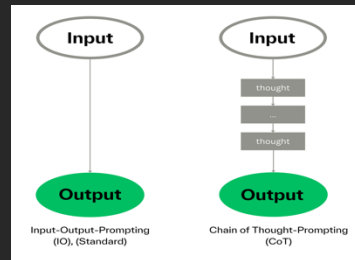 Input
Output
Input-Output-Prompting
(IO), (Standard)
Input
thought
...
thought
Output
Chain of Thought-Prompting
(CoT)